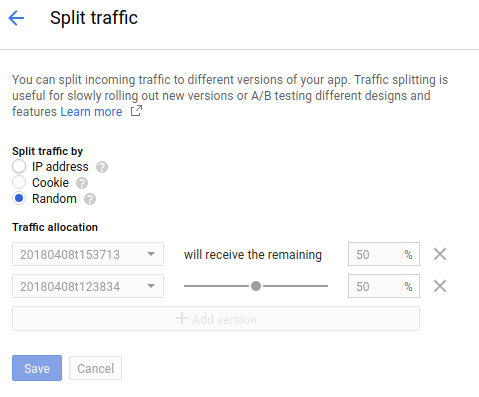 Split traffic
You can split incoming traffic to different versions of your app. Traffic splitting is
useful for slowly rolling out new versions or A/B testing different designs and
features Learn more
Split traffic by
IP address ?
Cookie ?
Random ?
Traffic allocation
20180408t153713 will receive the remaining 50 %
20180408t123834 50 %
Add version
Save Cancel